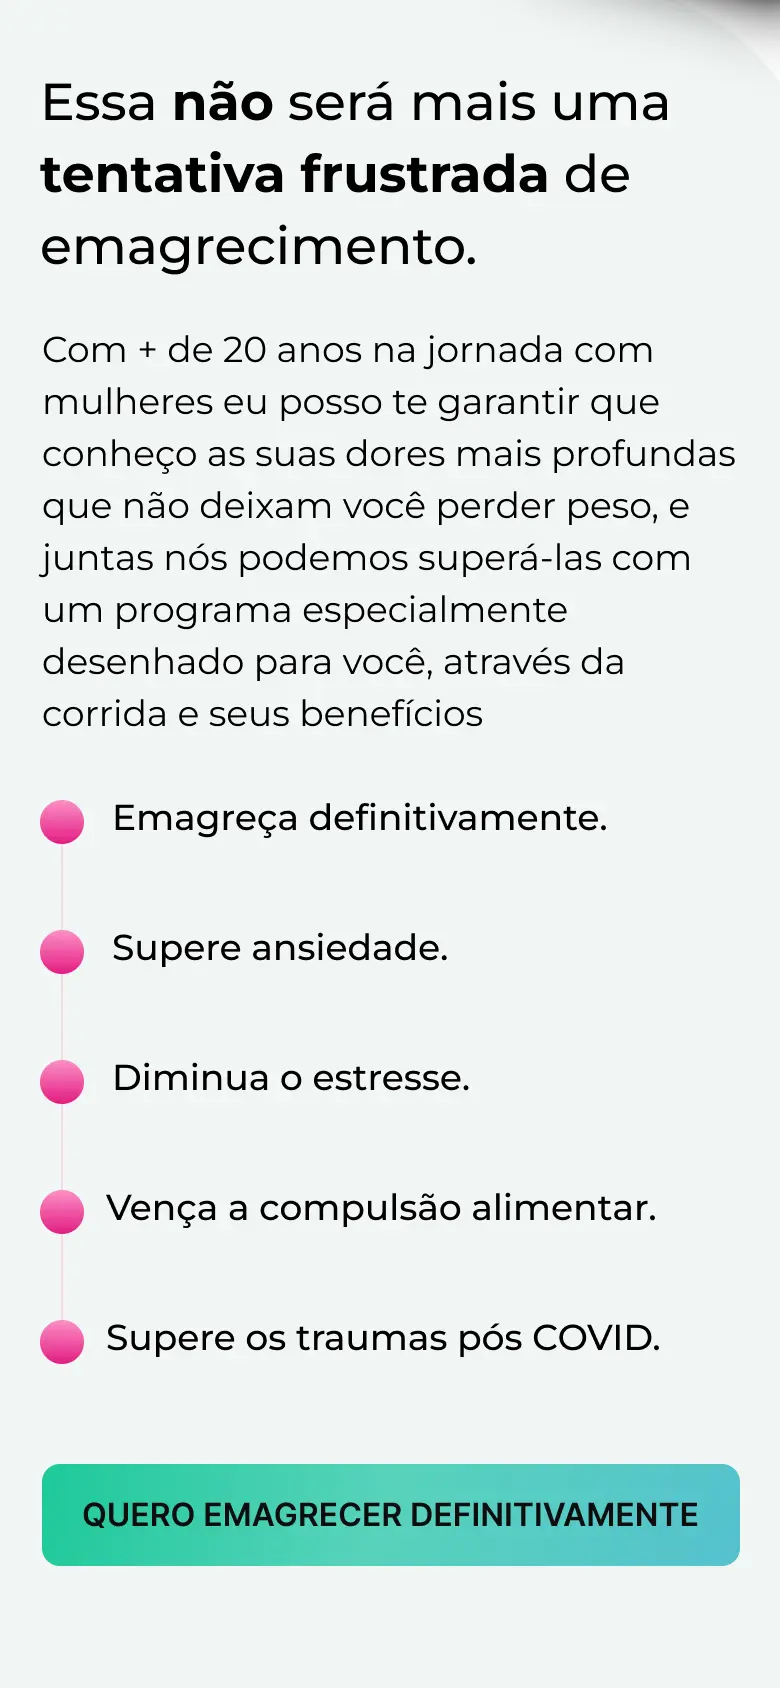 Essa não será mais uma
tentativa frustrada de
emagrecimento.
Com + de 20 anos na jornada com
mulheres eu posso te garantir que
conheço as suas dores mais profundas
que não deixam você perder peso, e
juntas nós podemos superá-las com
um programa especialmente
desenhado para você, através da
corrida e seus benefícios
Emagreça definitivamente.
Supere ansiedade.
Diminua o estresse.
Vença a compulsão alimentar.
Supere os traumas pós COVID.
QUERO EMAGRECER DEFINITIVAMENTE